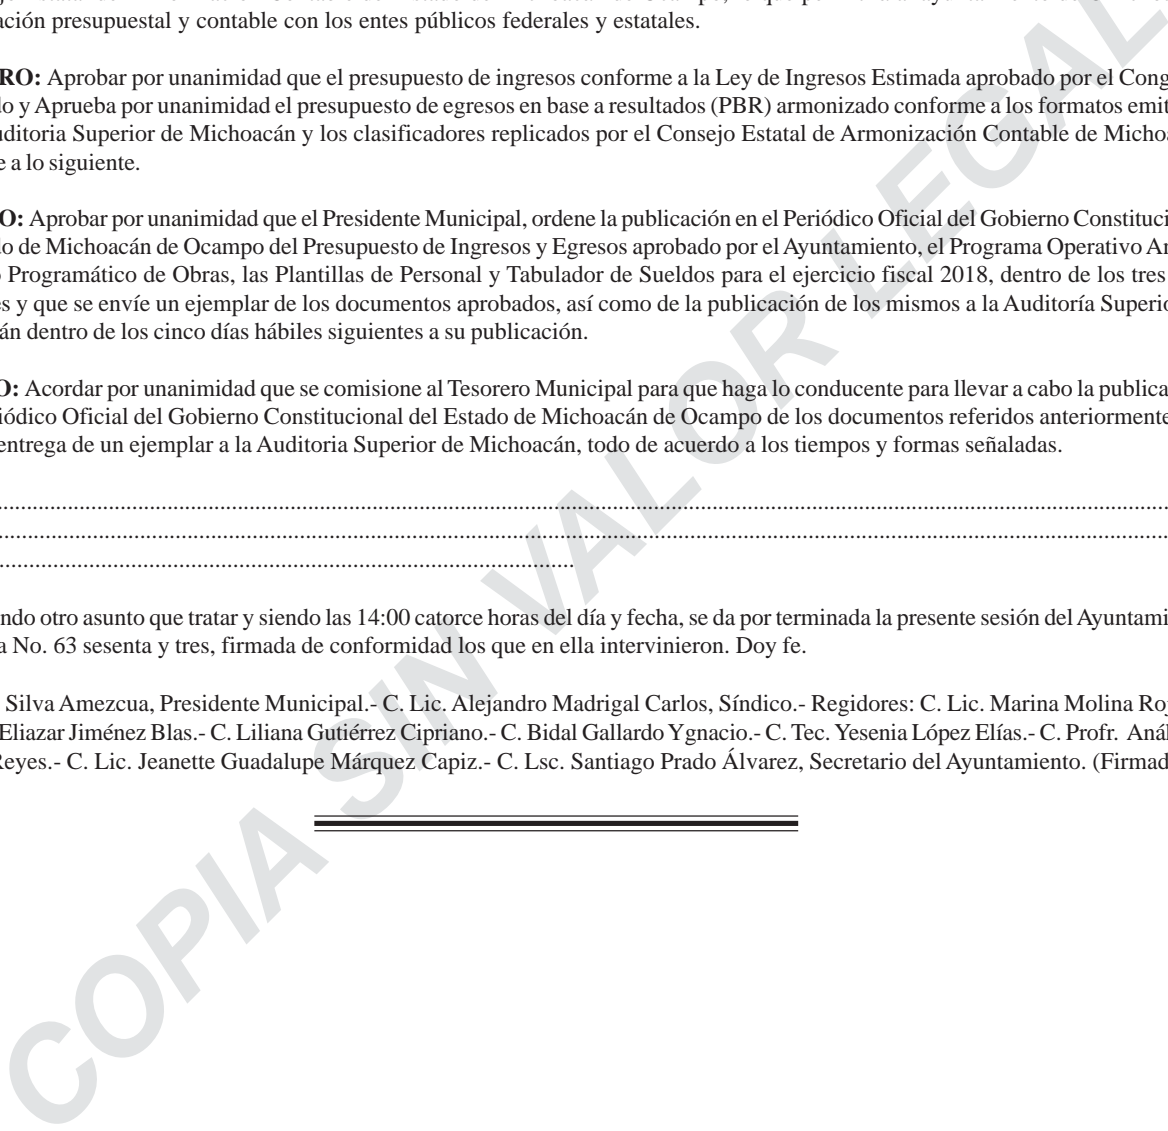 ación presupuestal y contable con los entes públicos federales y estatales.
RO: Aprobar por unanimidad que el presupuesto de ingresos conforme a la Ley de Ingresos Estimada aprobado por el Cong
do y Aprueba por unanimidad el presupuesto de egresos en base a resultados (PBR) armonizado conforme a los formatos emit
uditoria Superior de Michoacán y los clasificadores replicados por el Consejo Estatal de Armonización Contable de Michoa
e a lo siguiente.
O: Aprobar por unanimidad que el Presidente Municipal, ordene la publicación en el Periódico Oficial del Gobierno Constituci
do de Michoacán de Ocampo del Presupuesto de Ingresos y Egresos aprobado por el Ayuntamiento, el Programa Operativo An
o Programático de Obras, las Plantillas de Personal y Tabulador de Sueldos para el ejercicio fiscal 2018, dentro de los tres
es y que se envíe un ejemplar de los documentos aprobados, así como de la publicación de los mismos a la Auditoría Superio
án dentro de los cinco días hábiles siguientes a su publicación.
O: Acordar por unanimidad que se comisione al Tesorero Municipal para que haga lo conducente para llevar a cabo la publica
iódico Oficial del Gobierno Constitucional del Estado de Michoacán de Ocampo de los documentos referidos anteriormente
entrega de un ejemplar a la Auditoria Superior de Michoacán, todo de acuerdo a los tiempos y formas señaladas.
ndo otro asunto que tratar y siendo las 14:00 catorce horas del día y fecha, se da por terminada la presente sesión del Ayuntami
a No. 63 sesenta y tres, firmada de conformidad los que en ella intervinieron. Doy fe.
Silva Amezcua, Presidente Municipal.- C. Lic. Alejandro Madrigal Carlos, Síndico.- Regidores: C. Lic. Marina Molina Roj
Eliazar Jiménez Blas.- C. Liliana Gutiérrez Cipriano.- C. Bidal Gallardo Ygnacio.- C. Tec. Yesenia López Elías.- C. Profr. Anál
Reyes.- C. Lic. Jeanette Guadalupe Márquez Capiz.- C. Lsc. Santiago Prado Álvarez, Secretario del Ayuntamiento. (Firmad
COPIA SIN VALOR LEGAL